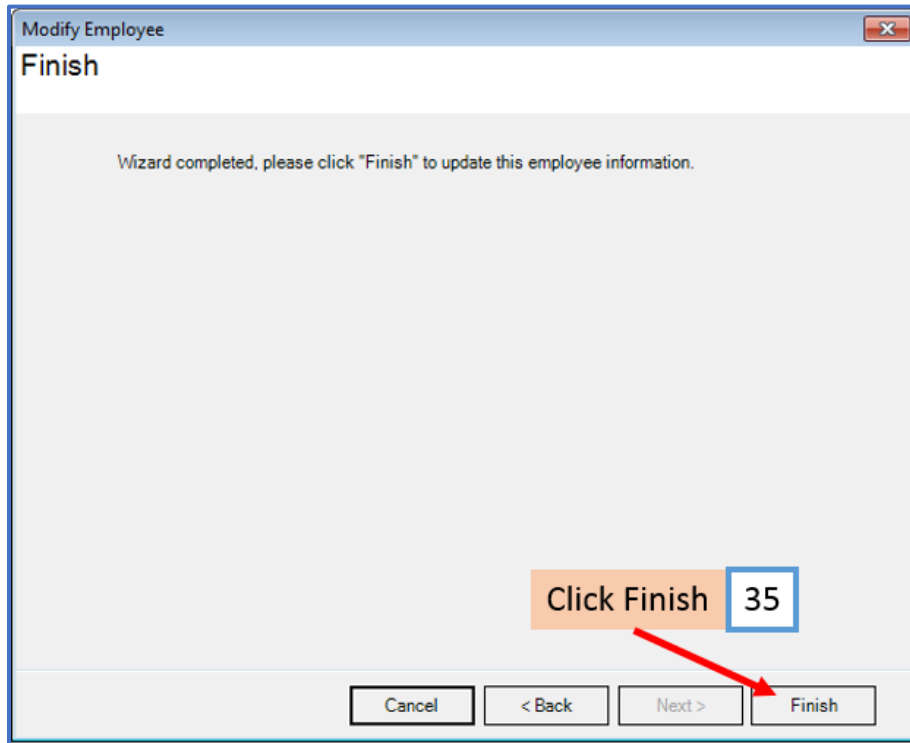 Modify Employee
Finish
Wizard completed, please click "Finish" to update this employee information.
Click Finish 35
Cancel < Back Next > Finish